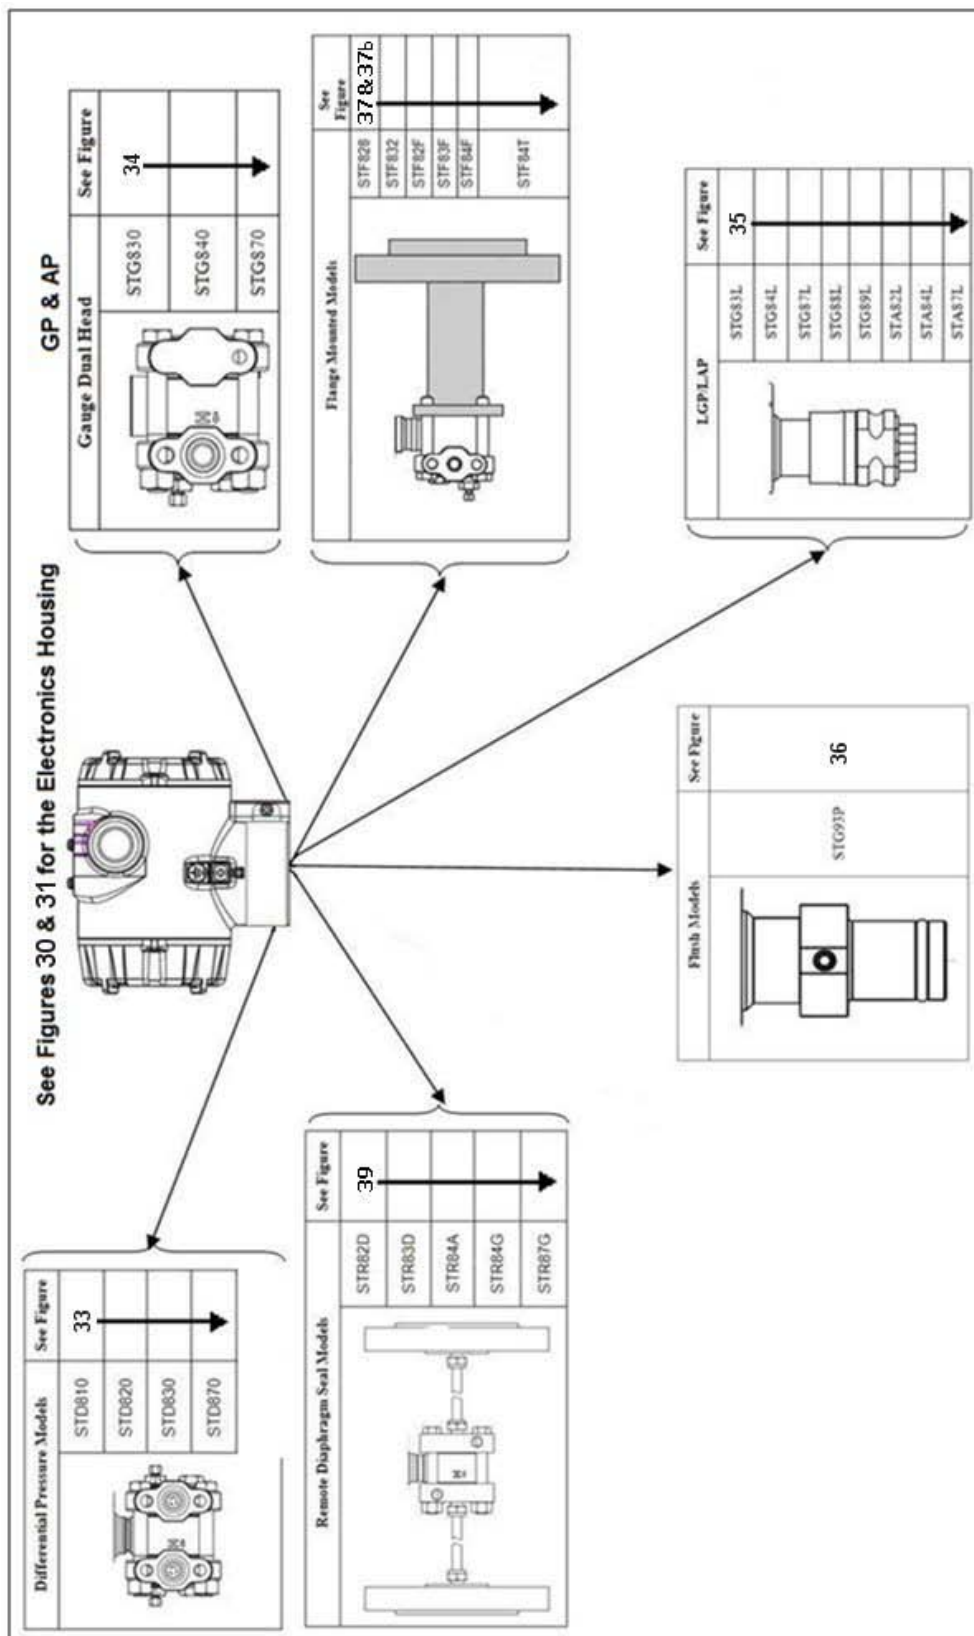 See Figures 30 & 31 for the Electronics Housing
GP & AP
Differential Pressure Models
See Figure
STD810
33
STD820
STD830
STD870
Gauge Dual Head
See Figure
STG830
34
STG840
STG870
Remote Diaphragm Seal Models
See Figure
STR82D
39
STR83D
STR84A
STR84G
STR87G
Flange Mounted Models
See
Figure
STF828
37 & 37b
STF832
STF82F
STF83F
STF84F
STF84T
Flush Models
See Figure
STG93P
36
LGP/LAP
See Figure
STG83L
35
STG84L
STG87L
STG88L
STG89L
STA82L
STA84L
STA87L